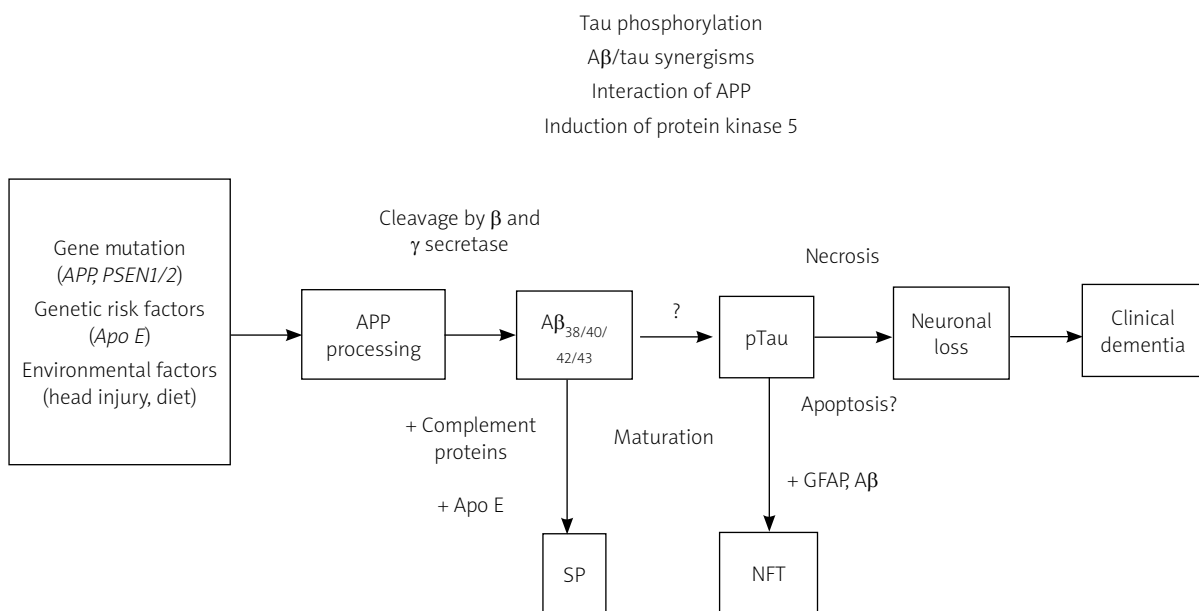 Tau phosphorylation
Aβ/tau synergisms
Interaction of APP
Induction of protein kinase 5
Gene mutation
(APP, PSEN1/2)
Genetic risk factors
(Apo E)
Environmental factors
(head injury, diet)
APP
processing
Cleavage by β and
γ secretase
Aβ38/40/
42/43
?
pTau
Necrosis
Apoptosis?
Neuronal
loss
Clinical
dementia
+ Complement
proteins
+ Apo E
Maturation
+ GFAP, Aβ
SP
NFT